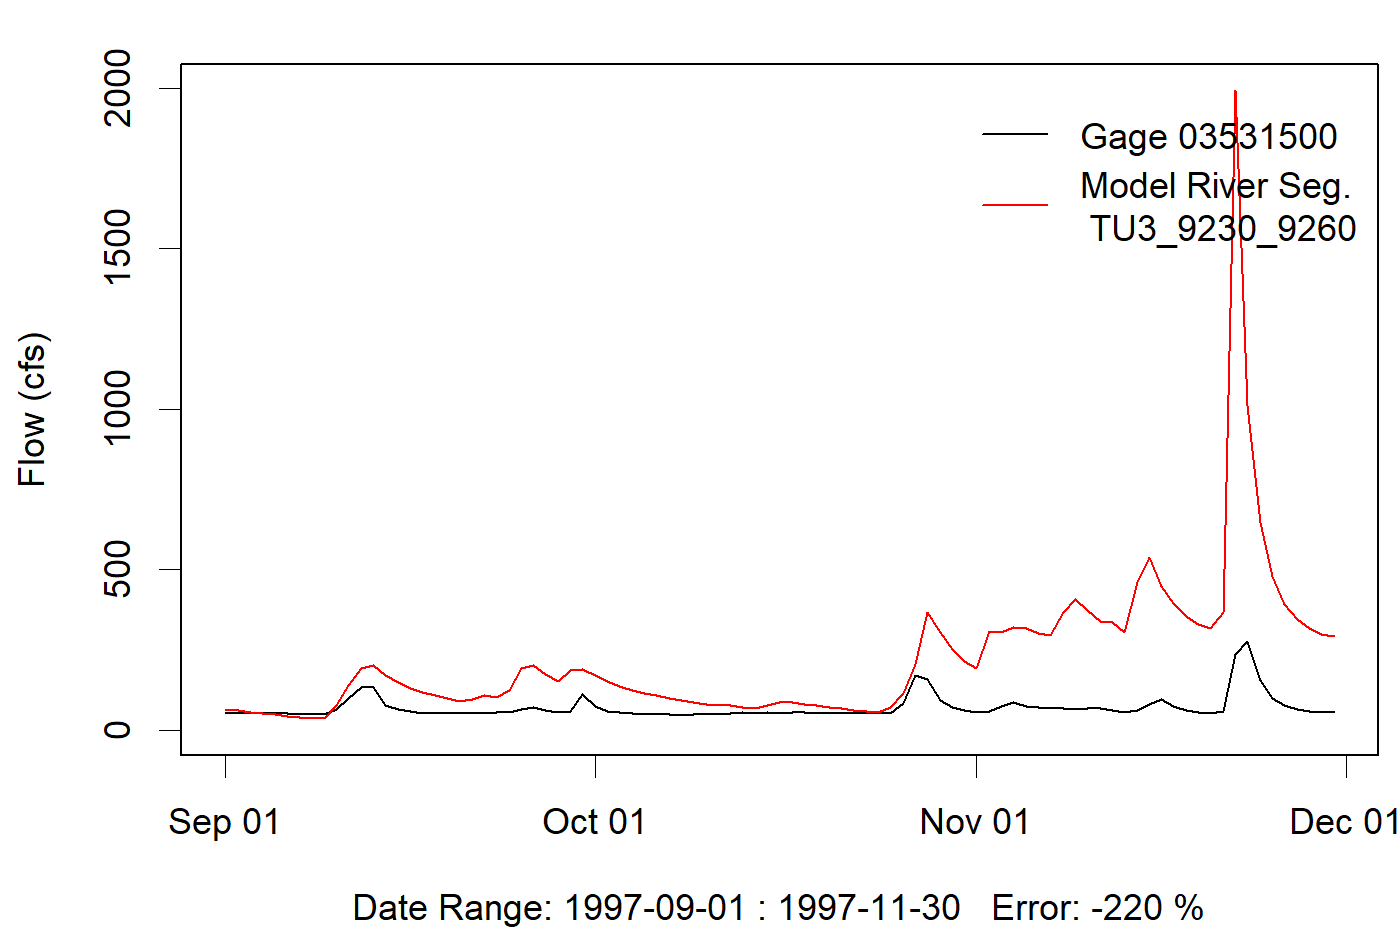 2000
1500
1000
500
0
Flow (cfs)
Gage 03531500
Model River Seg.
TU3_9230_9260
Sep 01
Oct 01
Nov 01
Dec 01
Date Range: 1997-09-01 : 1997-11-30   Error: -220 %